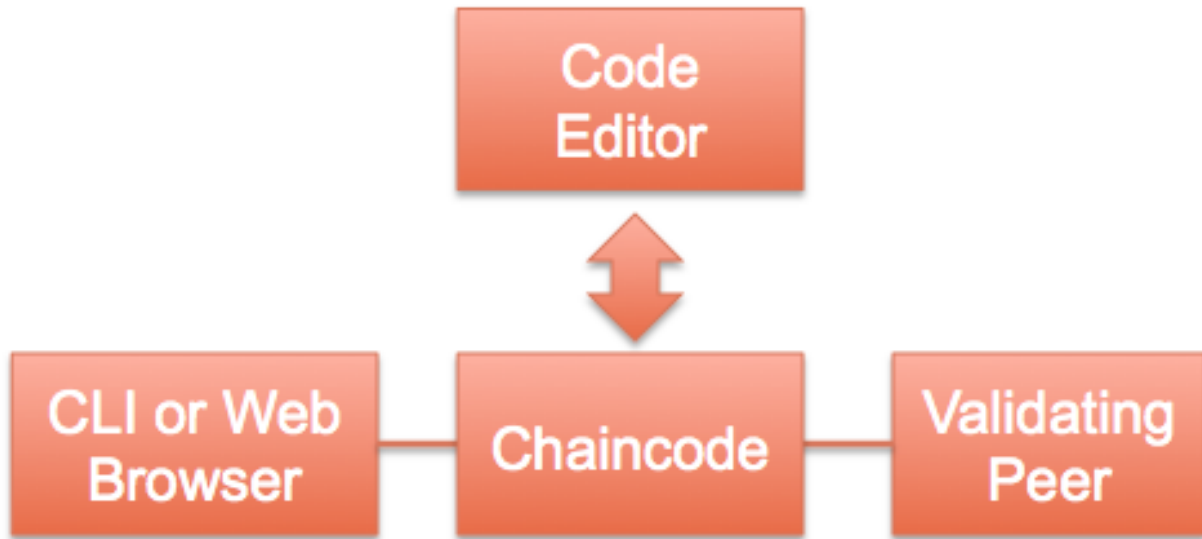 Code
Editor
CLI or Web
Browser
Chaincode
Validating
Peer